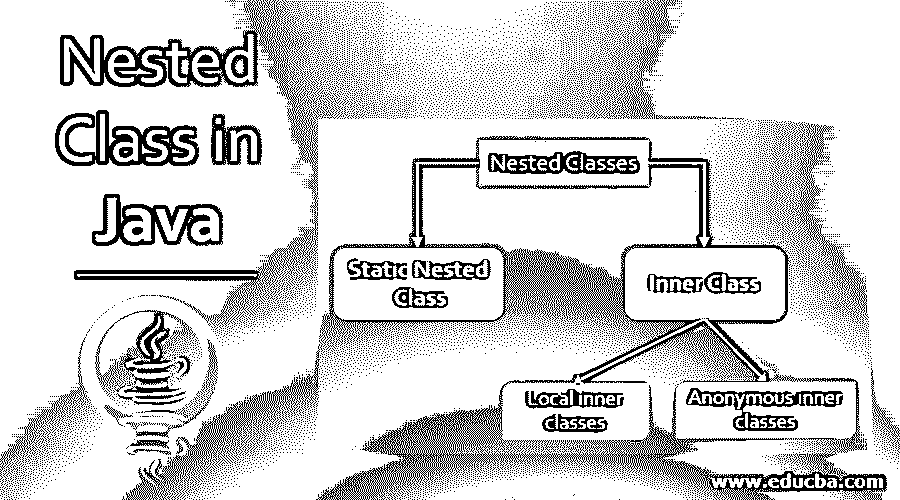 Nested
Class in
Java
Nested Classes
Static Nested
Class
Inner Class
Local inner
classes
Anonymous inner
classes
www.educba.com